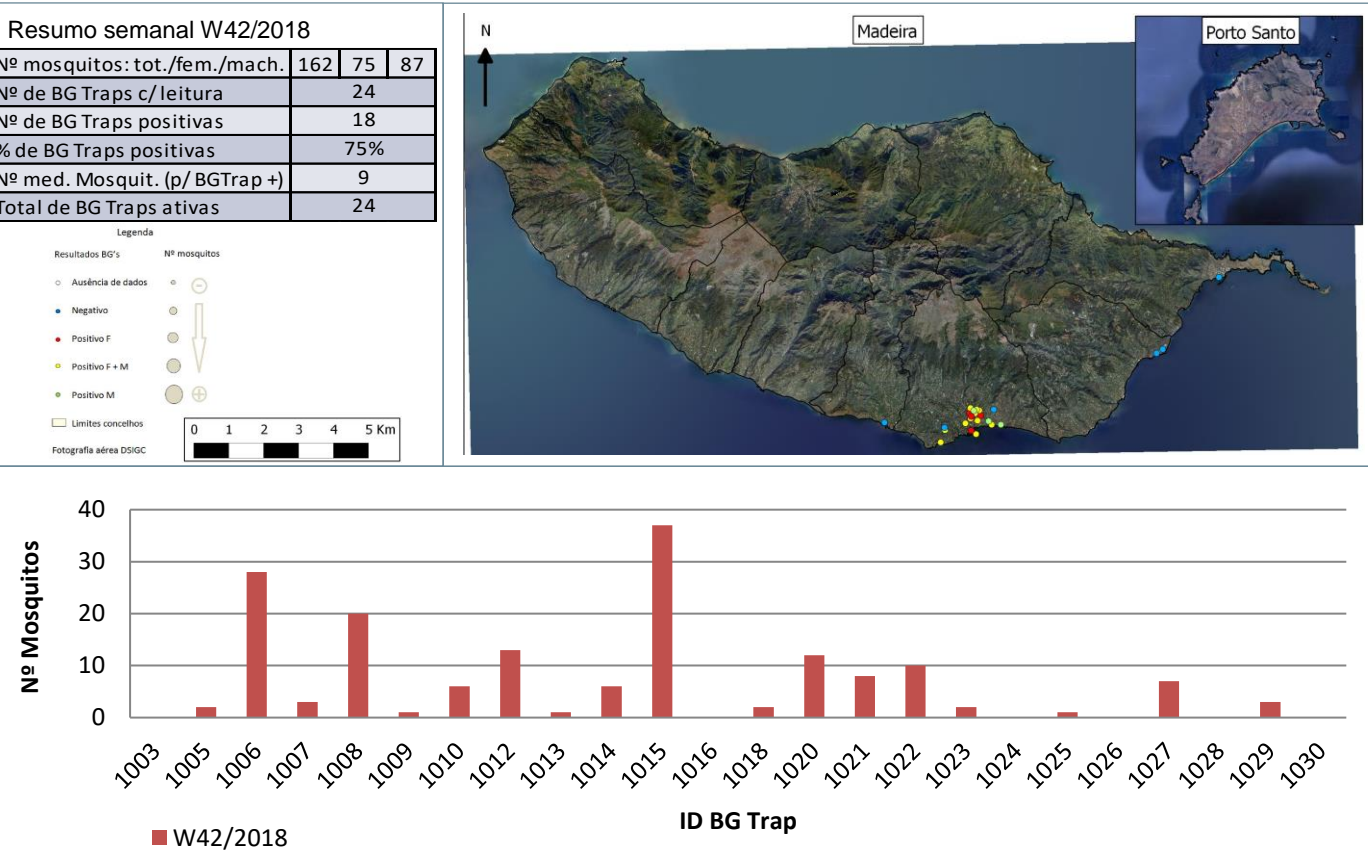 Resumo semanal W42/2018
Nº mosquitos: tot./fem./mach. 162 75 87
Nº de BG Traps c/ leitura 24
Nº de BG Traps positivas 18
% de BG Traps positivas 75%
Nº med. Mosquit. (p/ BGTrap +) 9
Total de BG Traps ativas 24
Legenda
Resultados BG's Nº mosquitos
Ausência de dados
Negativo
Positivo F
Positivo F + M
Positivo M
Limites concelhos
Fotografia aérea DSIGC
0 1 2 3 4 5 Km
N
Madeira
Porto Santo
Nº Mosquitos
40
30
20
10
0
1003 1005 1006 1007 1008 1009 1010 1012 1013 1014 1015 1016 1018 1020 1021 1022 1023 1024 1025 1026 1027 1028 1029 1030
ID BG Trap
W42/2018